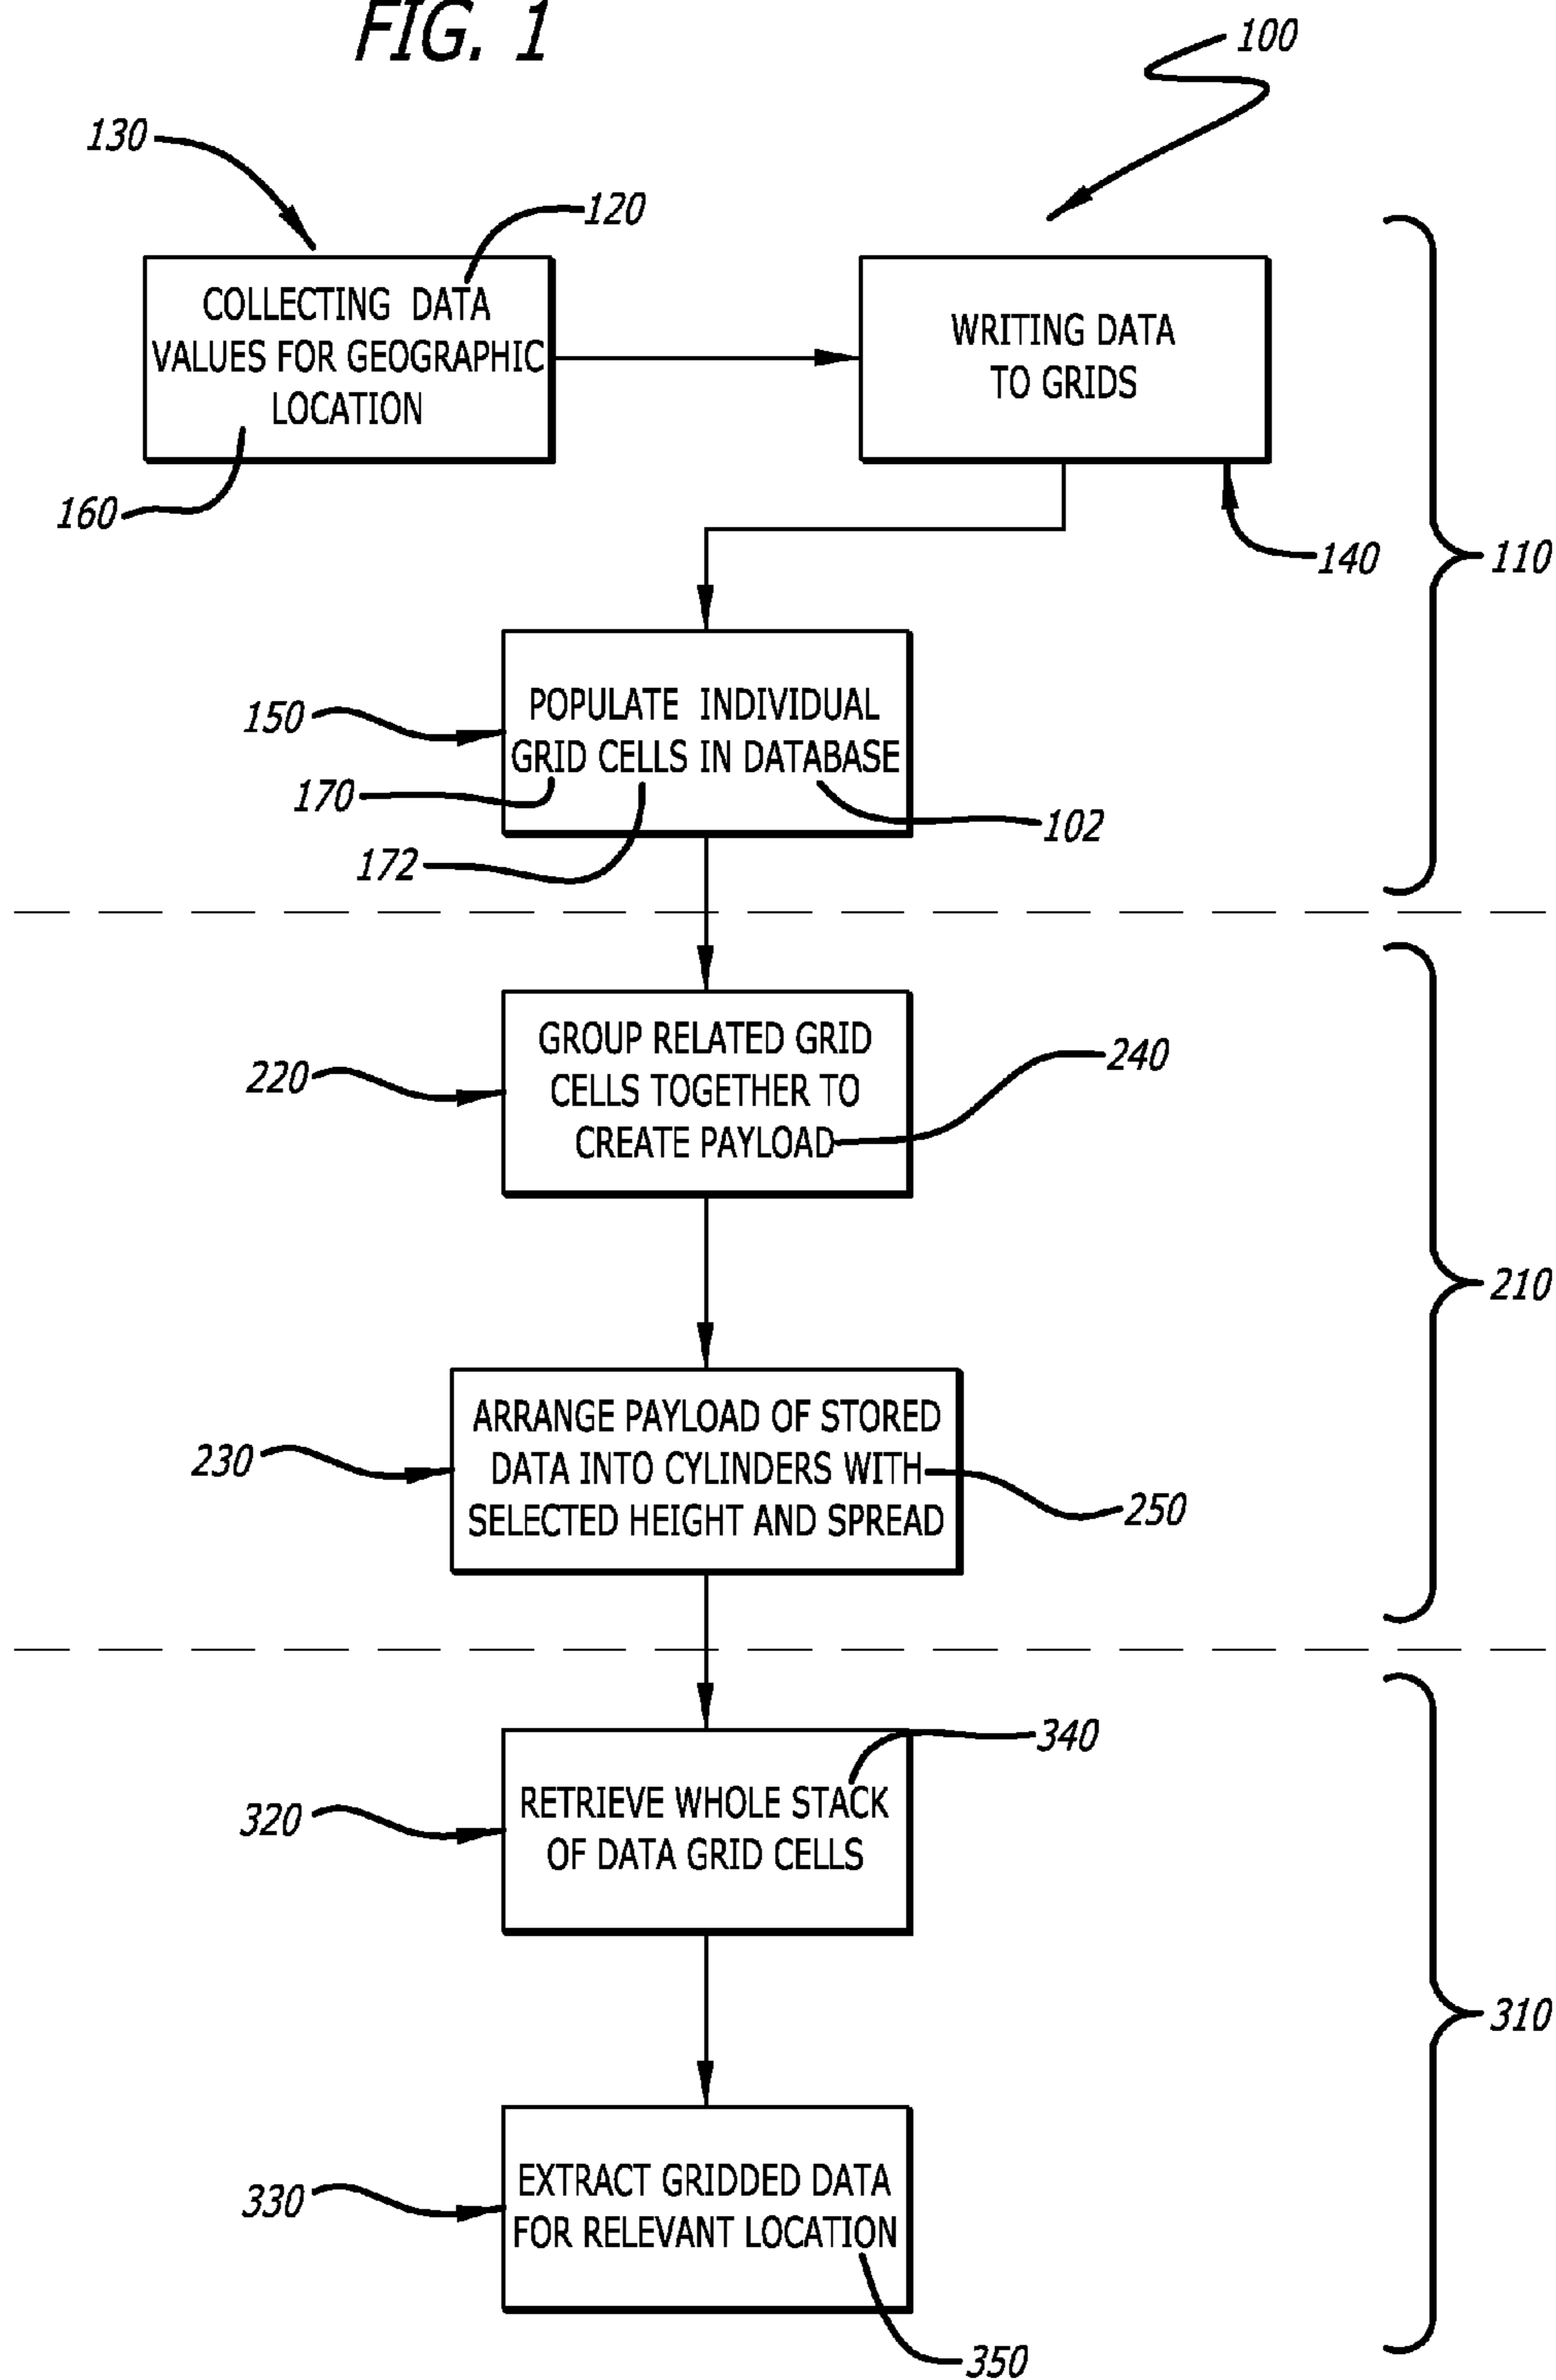 FIG. 1
100
130
120
COLLECTING DATA
VALUES FOR GEOGRAPHIC
LOCATION
WRITING DATA
TO GRIDS
160
140
110
POPULATE INDIVIDUAL
GRID CELLS IN DATABASE
150
170
102
172
GROUP RELATED GRID
CELLS TOGETHER TO
CREATE PAYLOAD
220
240
210
ARRANGE PAYLOAD OF STORED
DATA INTO CYLINDERS WITH
SELECTED HEIGHT AND SPREAD
230
250
340
RETRIEVE WHOLE STACK
OF DATA GRID CELLS
320
310
EXTRACT GRIDDED DATA
FOR RELEVANT LOCATION
330
350